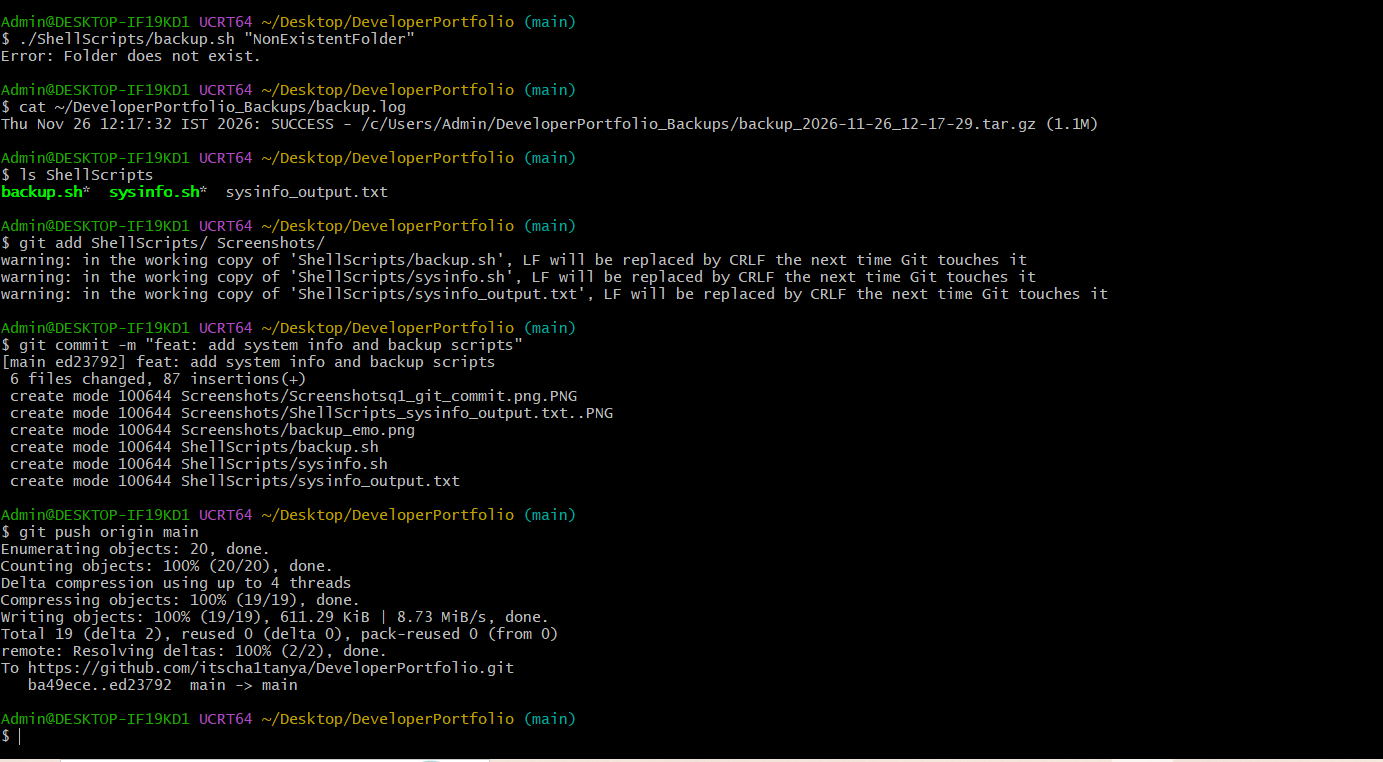 Admin@DESKTOP-IF19KD1 UCRT64 ~/Desktop/DeveloperPortfolio (main)
$ ./ShellScripts/backup.sh "NonExistentFolder"
Error: Folder does not exist.
Admin@DESKTOP-IF19KD1 UCRT64 ~/Desktop/DeveloperPortfolio (main)
$ cat ~/DeveloperPortfolio_Backups/backup.log
Thu Nov 26 12:17:32 IST 2026: SUCCESS - /c/Users/Admin/DeveloperPortfolio_Backups/backup_2026-11-26_12-17-29.tar.gz (1.1M)
Admin@DESKTOP-IF19KD1 UCRT64 ~/Desktop/DeveloperPortfolio (main)
$ ls ShellScripts
backup.sh*  sysinfo.sh*  sysinfo_output.txt
Admin@DESKTOP-IF19KD1 UCRT64 ~/Desktop/DeveloperPortfolio (main)
$ git add ShellScripts/ Screenshots/
warning: in the working copy of 'ShellScripts/backup.sh', LF will be replaced by CRLF the next time Git touches it
warning: in the working copy of 'ShellScripts/sysinfo.sh', LF will be replaced by CRLF the next time Git touches it
warning: in the working copy of 'ShellScripts/sysinfo_output.txt', LF will be replaced by CRLF the next time Git touches it
Admin@DESKTOP-IF19KD1 UCRT64 ~/Desktop/DeveloperPortfolio (main)
$ git commit -m "feat: add system info and backup scripts"
[main ed23792] feat: add system info and backup scripts
 6 files changed, 87 insertions(+)
 create mode 100644 Screenshots/Screenshotsq1_git_commit.png.PNG
 create mode 100644 Screenshots/ShellScripts_sysinfo_output.txt..PNG
 create mode 100644 Screenshots/backup_emo.png
 create mode 100644 ShellScripts/backup.sh
 create mode 100644 ShellScripts/sysinfo.sh
 create mode 100644 ShellScripts/sysinfo_output.txt
Admin@DESKTOP-IF19KD1 UCRT64 ~/Desktop/DeveloperPortfolio (main)
$ git push origin main
Enumerating objects: 20, done.
Counting objects: 100% (20/20), done.
Delta compression using up to 4 threads
Compressing objects: 100% (19/19), done.
Writing objects: 100% (19/19), 611.29 KiB | 8.73 MiB/s, done.
Total 19 (delta 2), reused 0 (delta 0), pack-reused 0 (from 0)
remote: Resolving deltas: 100% (2/2), done.
To https://github.com/itscha1tanya/DeveloperPortfolio.git
   ba49ece..ed23792  main -> main
Admin@DESKTOP-IF19KD1 UCRT64 ~/Desktop/DeveloperPortfolio (main)
$